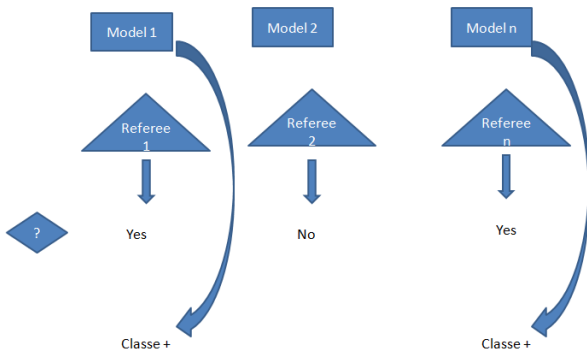 Model 1
Model 2
Model n
Referee
1
Referee
2
Referee
n
?
Yes
No
Yes
Classe +
Classe +